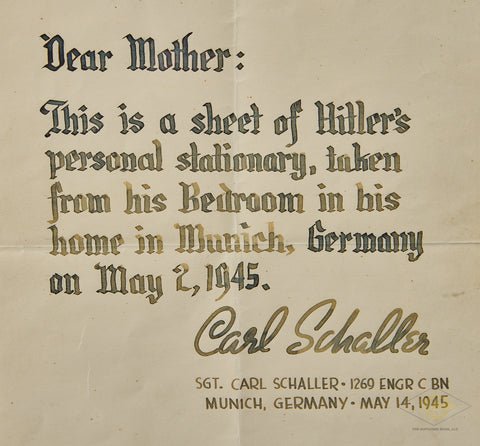 Dear Mother:
This is a sheet of Hitler's
personal stationary, taken
from his Bedroom in his
home in Munich, Germany
on May 2, 1945.
Carl Schaller
SGT. CARL SCHALLER • 1269 ENGR C BN
MUNICH, GERMANY • MAY 14, 1945